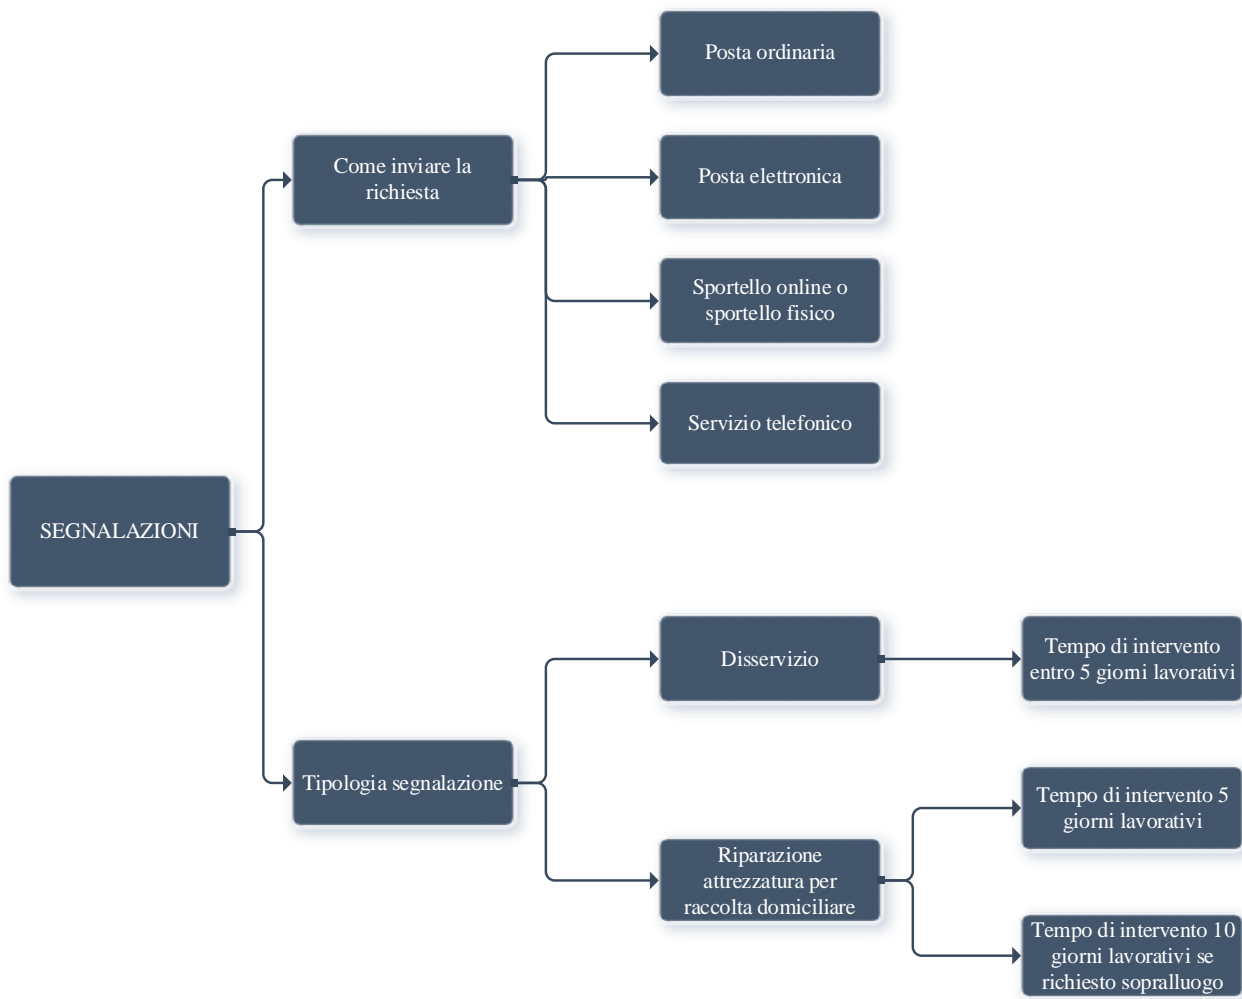 Posta ordinaria
Come inviare la
richiesta
Posta elettronica
Sportello online o
sportello fisico
Servizio telefonico
SEGNALAZIONI
Disservizio
Tempo di intervento
entro 5 giorni lavorativi
Tipologia segnalazione
Tempo di intervento 5
giorni lavorativi
Riparazione
attrezzatura per
raccolta domiciliare
Tempo di intervento 10
giorni lavorativi se
richiesto sopralluogo